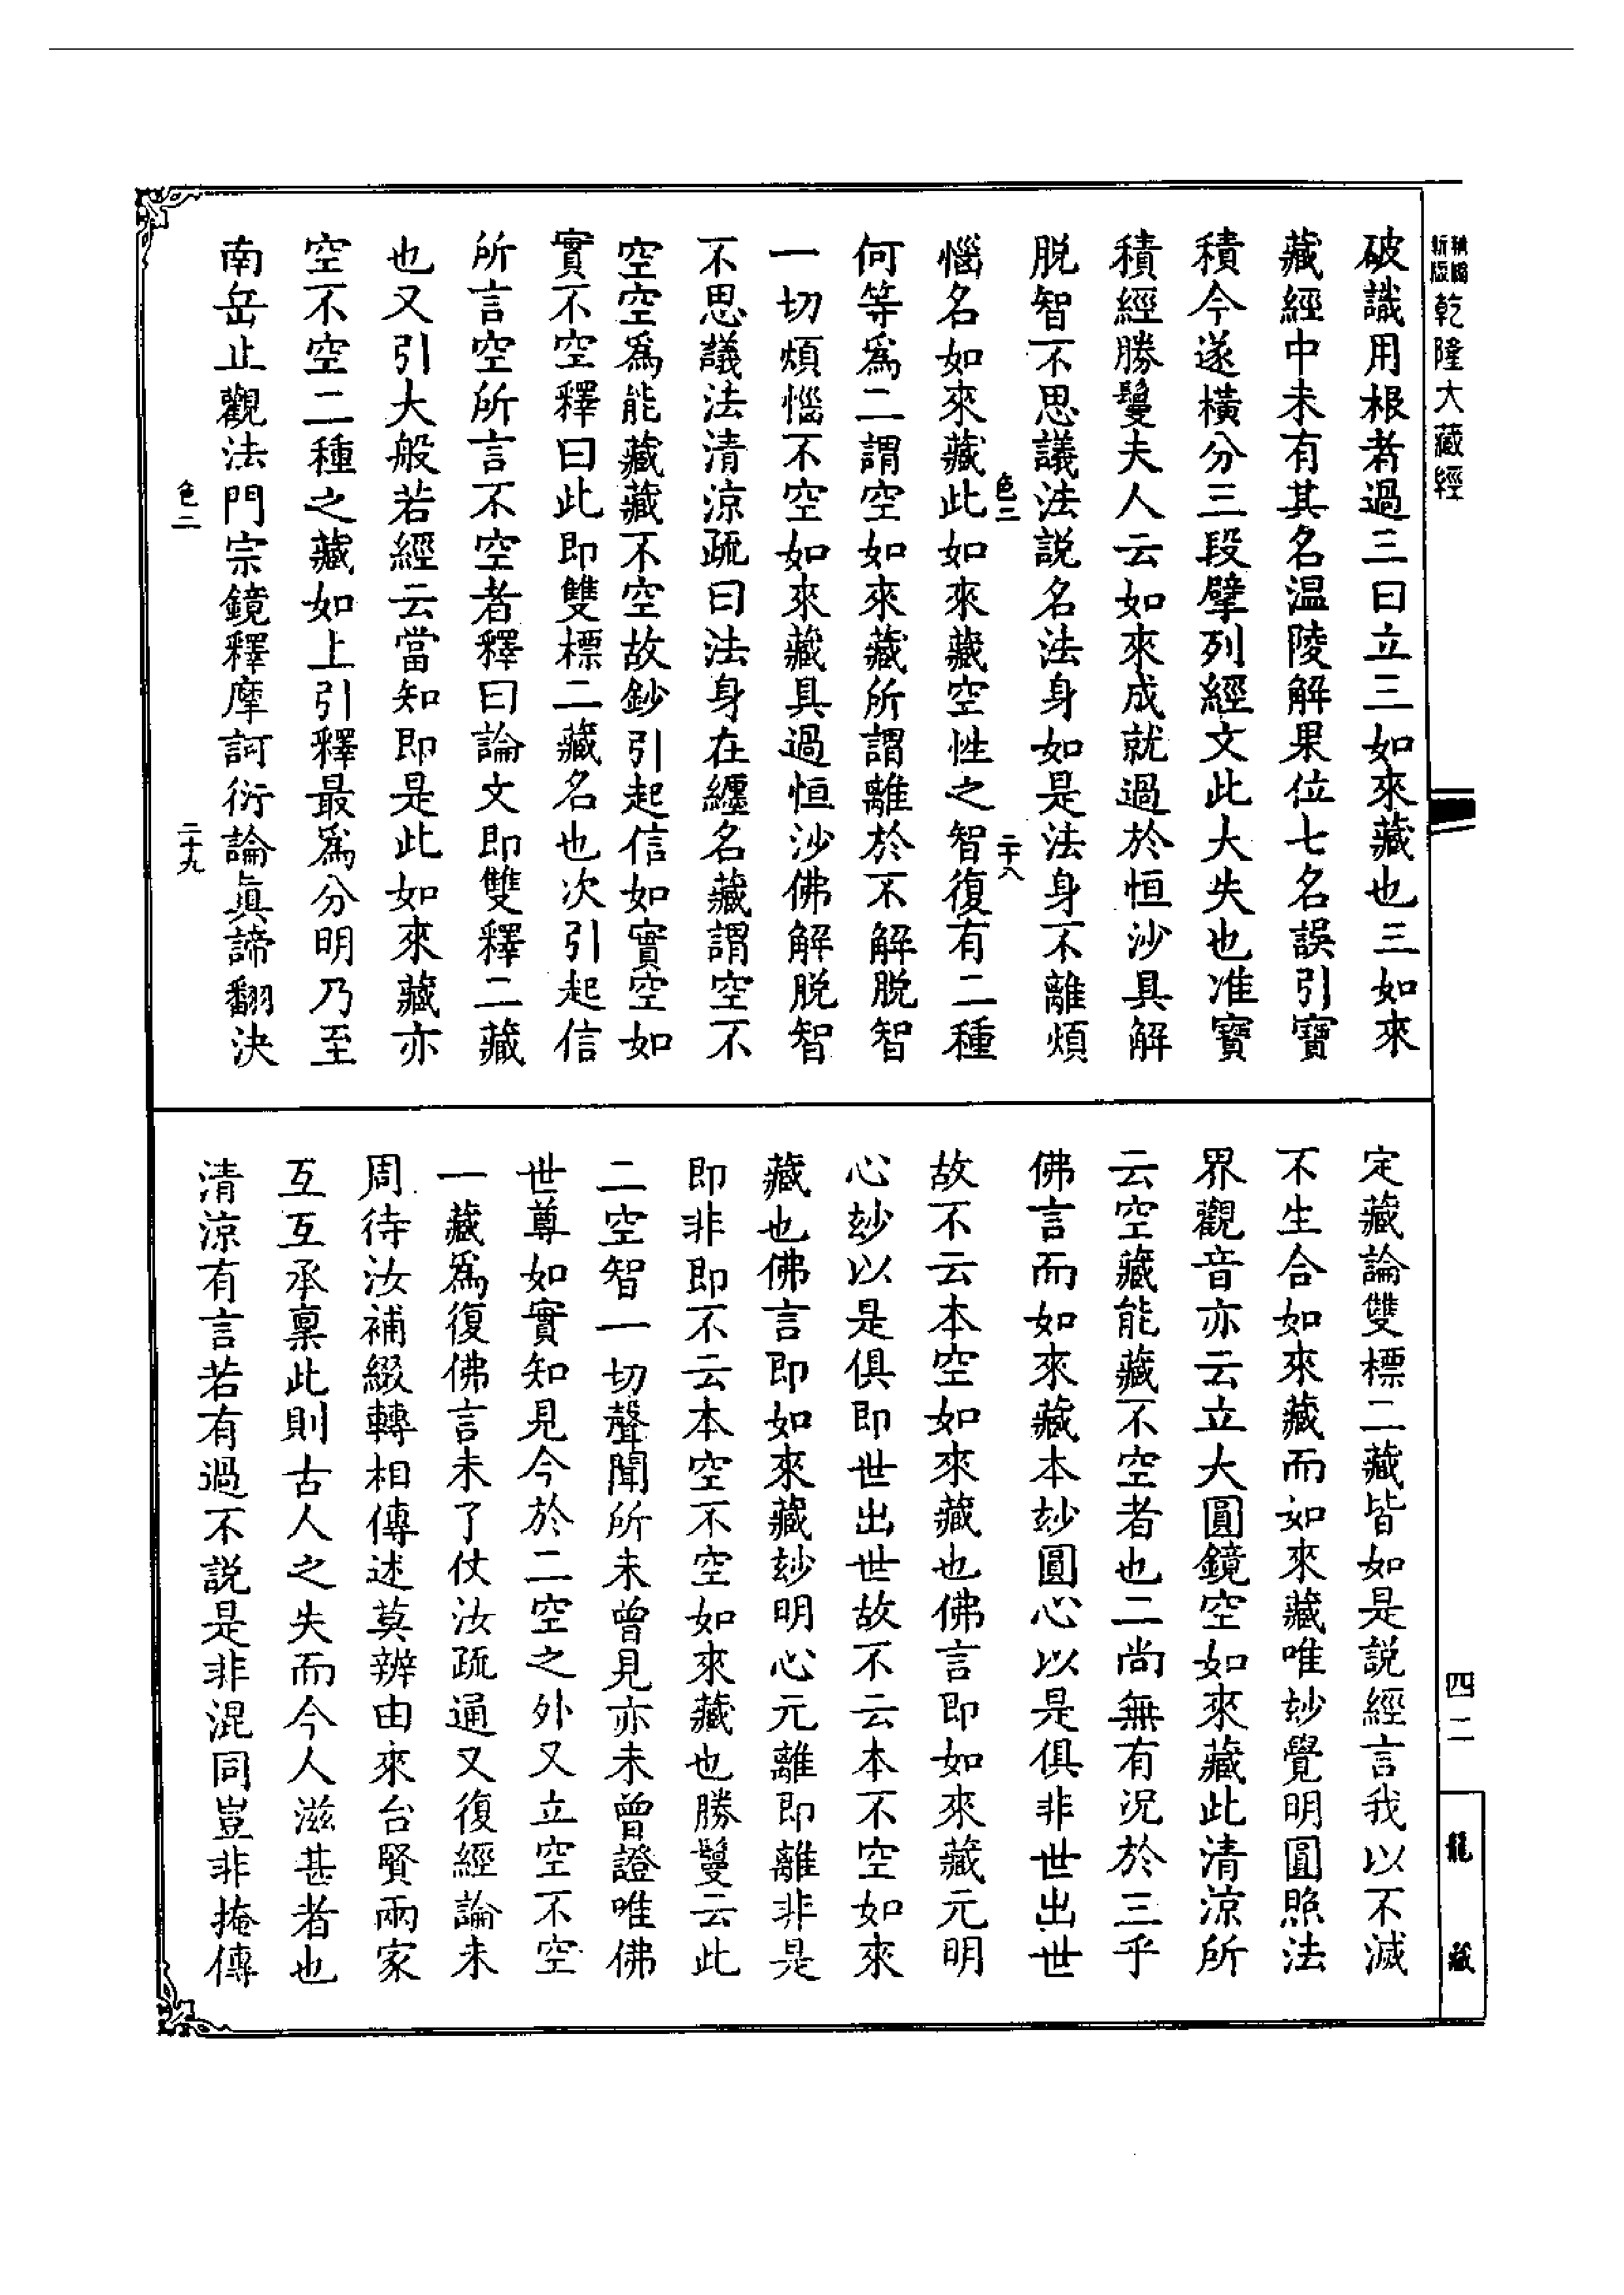 新版
精縮
乾隆大藏經
破識用根者過三曰立三如來藏也三如來
藏經中未有其名温陵解果位七名誤引寶
積今遂橫分三段擘列經文此大失也准寶
積經勝鬘夫人云如來成就過於恒沙具解
脫智不思議法説名法身如是法身不離煩
色二
二十八
惱名如來藏此如來藏空性之智復有二種
何等爲二謂空如來藏所謂離於不解脫智
一切煩惱不空如來藏具過恒沙佛解脫智
不思議法清涼疏曰法身在纏名藏謂空不
空空爲能藏藏不空故鈔引起信如實空如
實不空釋曰此即雙標二藏名也次引起信
所言空所言不空者釋曰論文即雙釋二藏
也又引大般若經云當知即是此如來藏亦
空不空二種之藏如上引釋最爲分明乃至
南岳止觀法門宗鏡釋摩訶衍論眞諦翻決
色二
二十九
定藏論雙標二藏皆如是説經言我以不滅
不生合如來藏而如來藏唯玅覺明圓照法
界觀音亦云立大圓鏡空如來藏此清涼所
云空藏能藏不空者也二尚無有況於三乎
佛言而如來藏本玅圓心以是俱非世出世
故不云本空如來藏也佛言即如來藏元明
心玅以是俱即世出世故不云本不空如來
藏也佛言即如來藏玅明心元離即離非是
即非即不云本空不空如來藏也勝鬘云此
二空智一切聲聞所未曾見亦未曾證唯佛
世尊如實知見今於二空之外又立空不空
一藏爲復佛言未了仗汝疏通又復經論未
周待汝補綴轉相傳述莫辨由來台賢兩家
互互承稟此則古人之失而今人滋甚者也
清涼有言若有過不説是非混同豈非掩傳
四二
龍藏